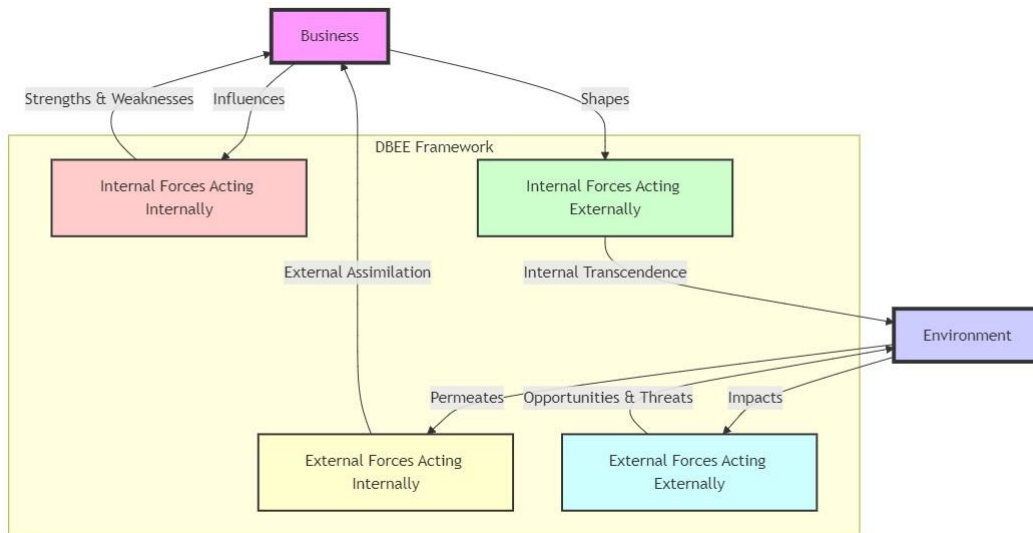 Business
Strengths & Weaknesses
Influences
Shapes
DBEE Framework
Internal Forces Acting
Internally
Internal Forces Acting
Externally
External Assimilation
Internal Transcendence
Environment
Permeates
Opportunities & Threats
Impacts
External Forces Acting
Internally
External Forces Acting
Externally